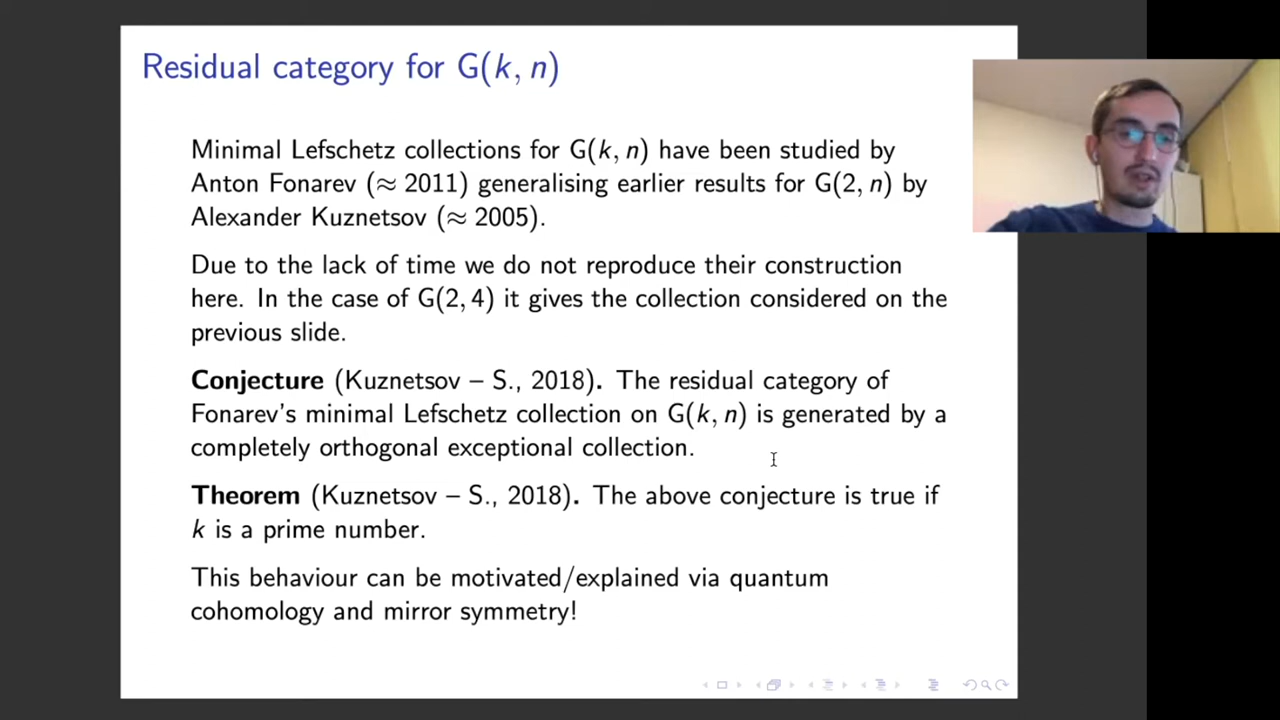 Residual category for G(k, n)
Minimal Lefschetz collections for G(k, n) have been studied by
Anton Fonarev (≈ 2011) generalising earlier results for G(2, n) by
Alexander Kuznetsov (≈ 2005).
Due to the lack of time we do not reproduce their construction
here. In the case of G(2, 4) it gives the collection considered on the
previous slide.
Conjecture (Kuznetsov – S., 2018). The residual category of
Fonarev's minimal Lefschetz collection on G(k, n) is generated by a
completely orthogonal exceptional collection.
Theorem (Kuznetsov – S., 2018). The above conjecture is true if
k is a prime number.
This behaviour can be motivated/explained via quantum
cohomology and mirror symmetry!